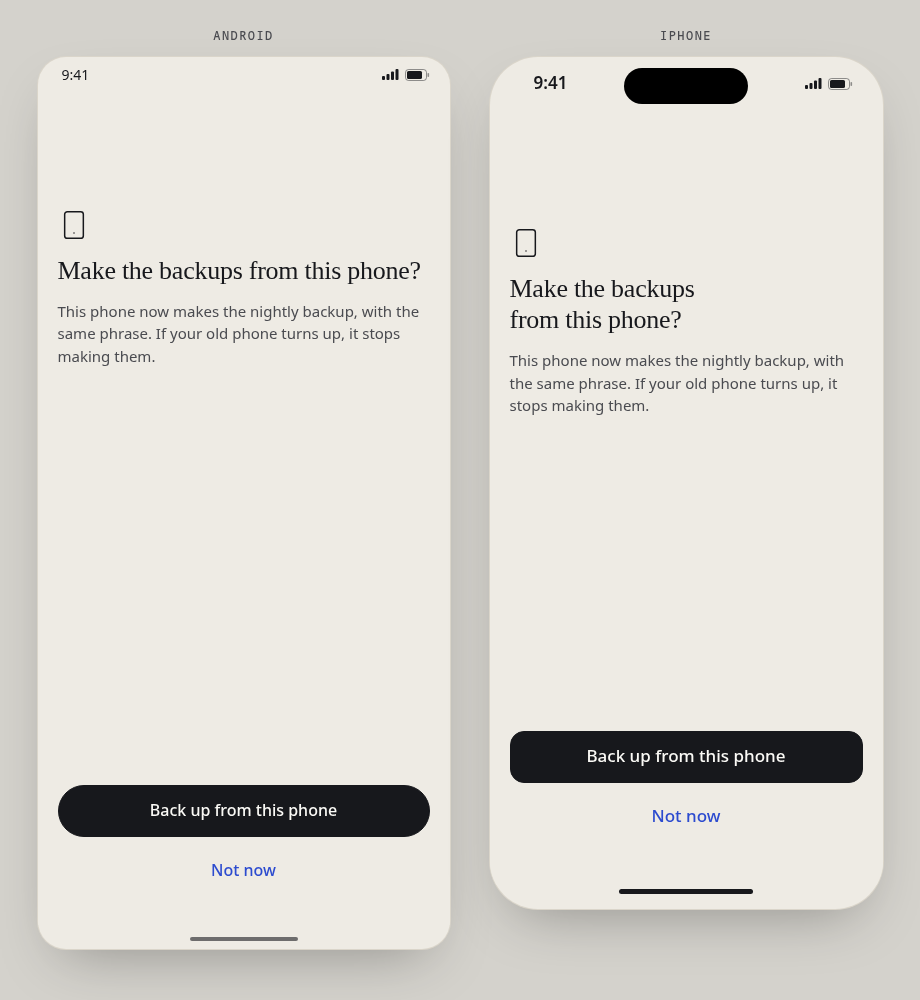 ANDROID
9:41
Make the backups from this phone?
This phone now makes the nightly backup, with the
same phrase. If your old phone turns up, it stops
making them.
Back up from this phone
Not now
IPHONE
9:41
Make the backups
from this phone?
This phone now makes the nightly backup, with
the same phrase. If your old phone turns up, it
stops making them.
Back up from this phone
Not now